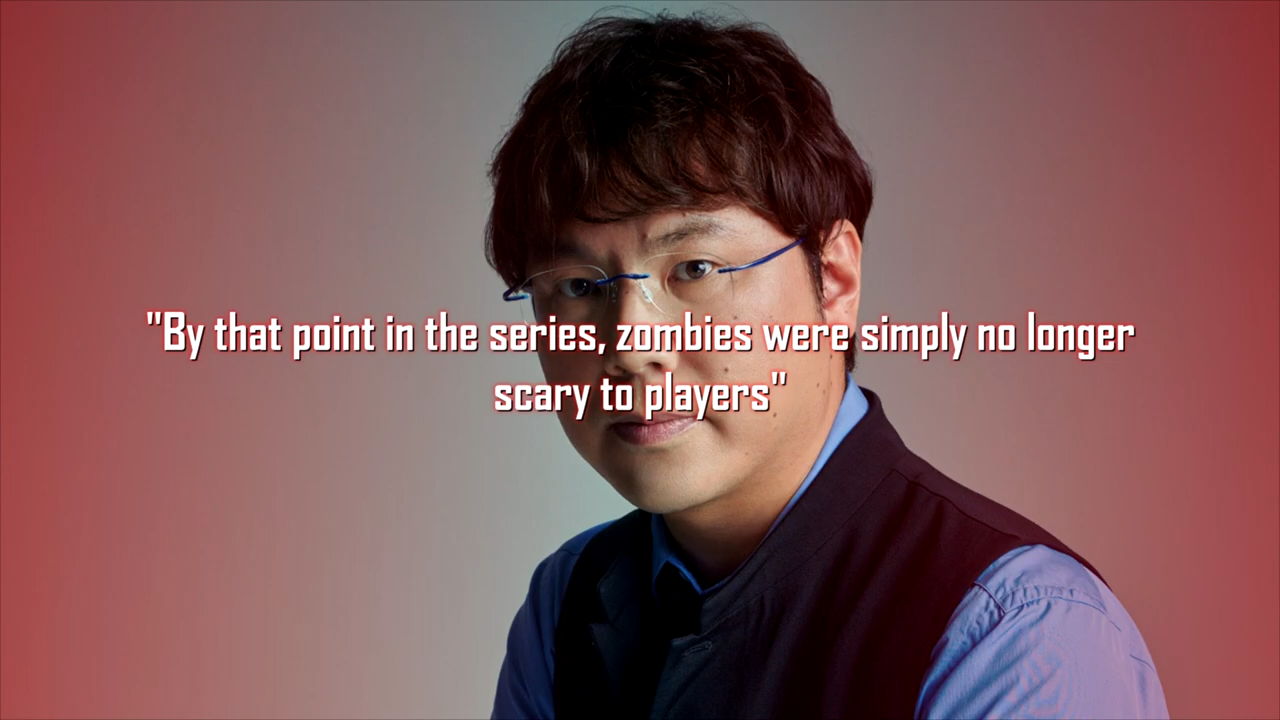 "By that point in the series, zombies were simply no longer
scary to players"